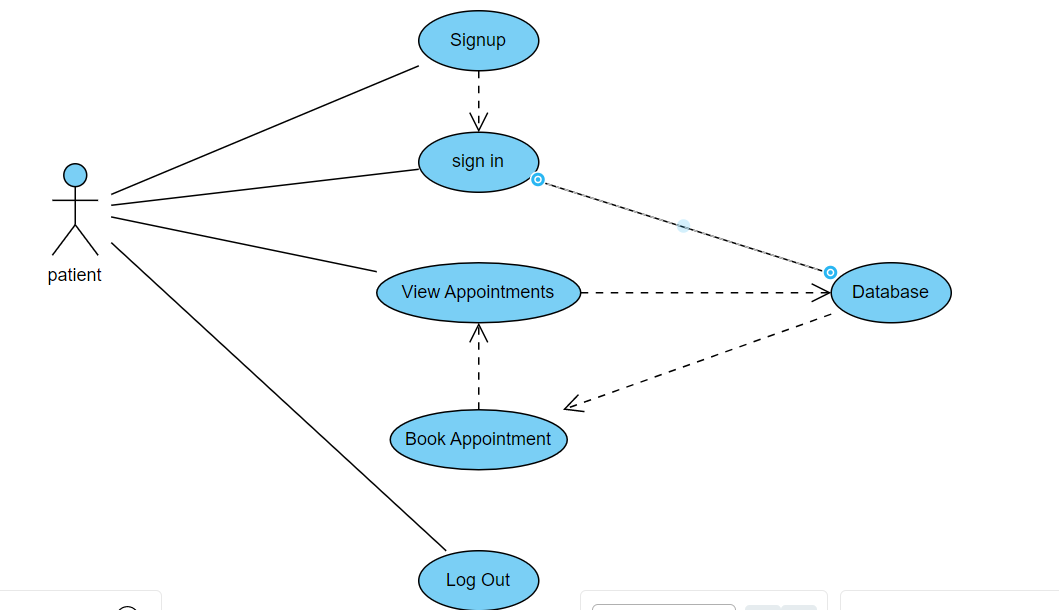 Signup
sign in
patient
View Appointments
Database
Book Appointment
Log Out